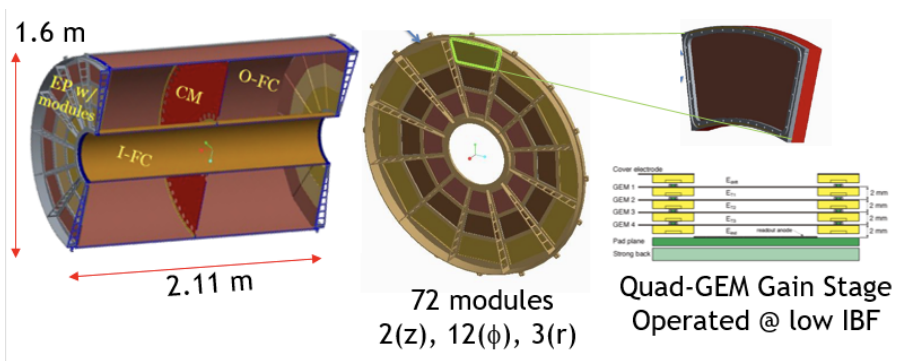 1.6 m
EP w/
modules
CM
O-FC
I-FC
2.11 m
72 modules
2(z), 12(ϕ), 3(r)
Cover electrode
GEM 1
GEM 2
GEM 3
GEM 4
Pad plane
Strong back
E_drift
E_T1
E_T2
E_T3
E_ind
readout anode
2 mm
2 mm
2 mm
2 mm
Quad-GEM Gain Stage
Operated @ low IBF